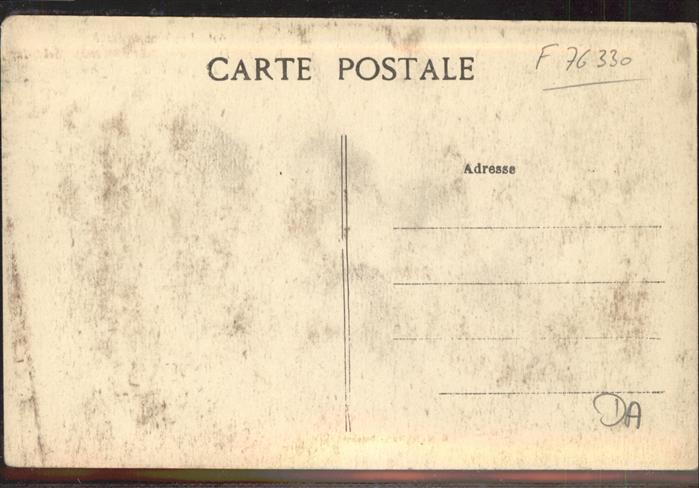 CARTE POSTALE
F 76330
Adresse
DA